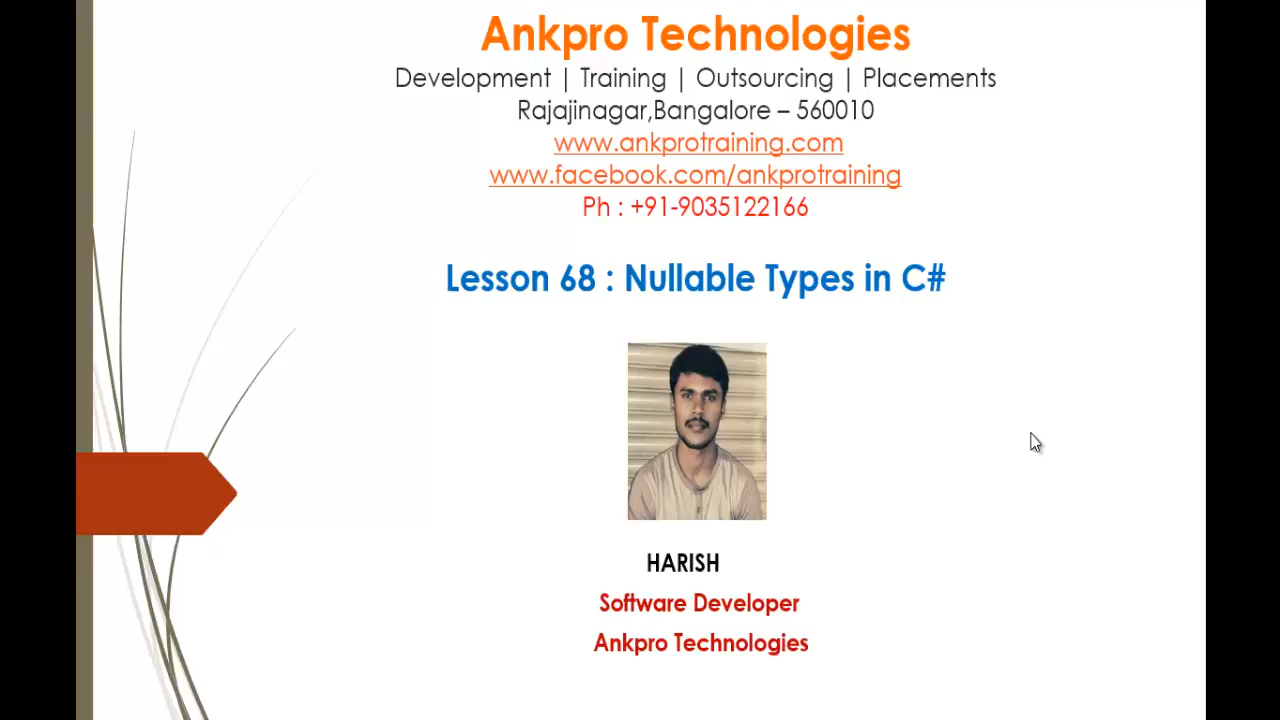 Ankpro Technologies
Development | Training | Outsourcing | Placements
Rajajinagar,Bangalore – 560010
www.ankprotraining.com
www.facebook.com/ankprotraining
Ph : +91-9035122166
Lesson 68 : Nullable Types in C#
HARISH
Software Developer
Ankpro Technologies